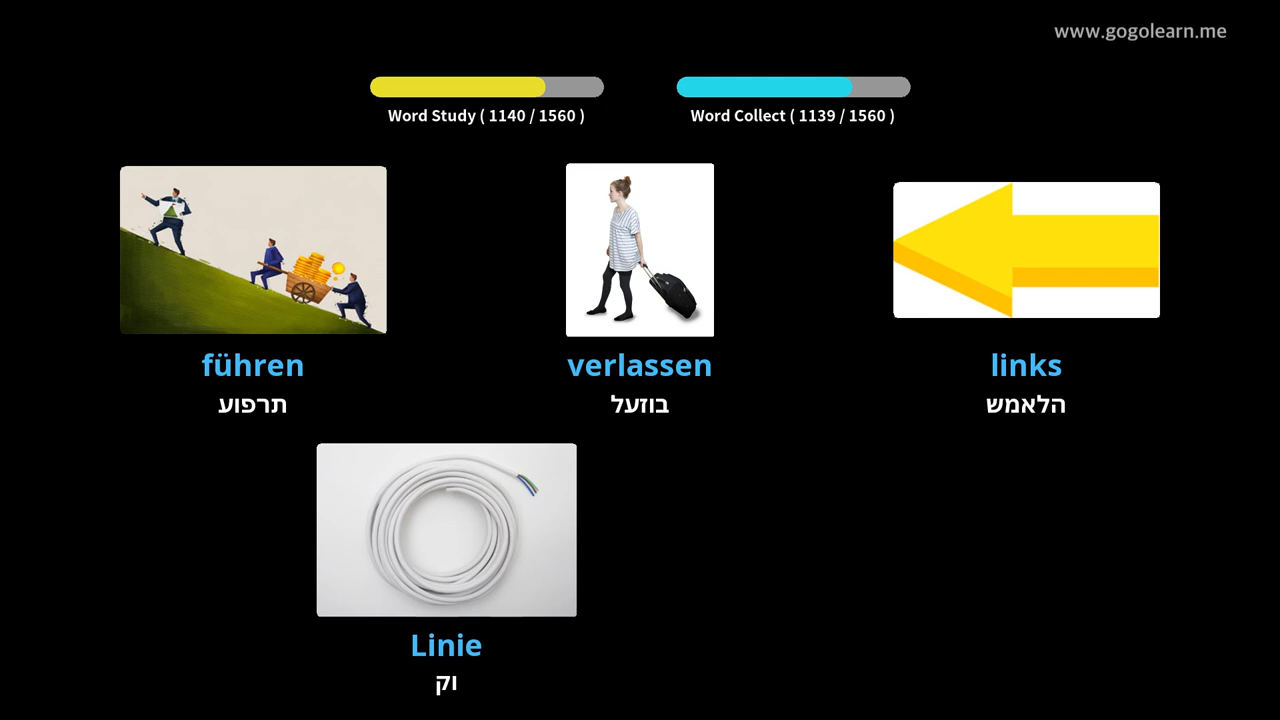 www.gogolearn.me
Word Study ( 1140 / 1560 )
Word Collect ( 1139 / 1560 )
führen
תרפוע
verlassen
בוזעל
links
הלאמש
Linie
וק